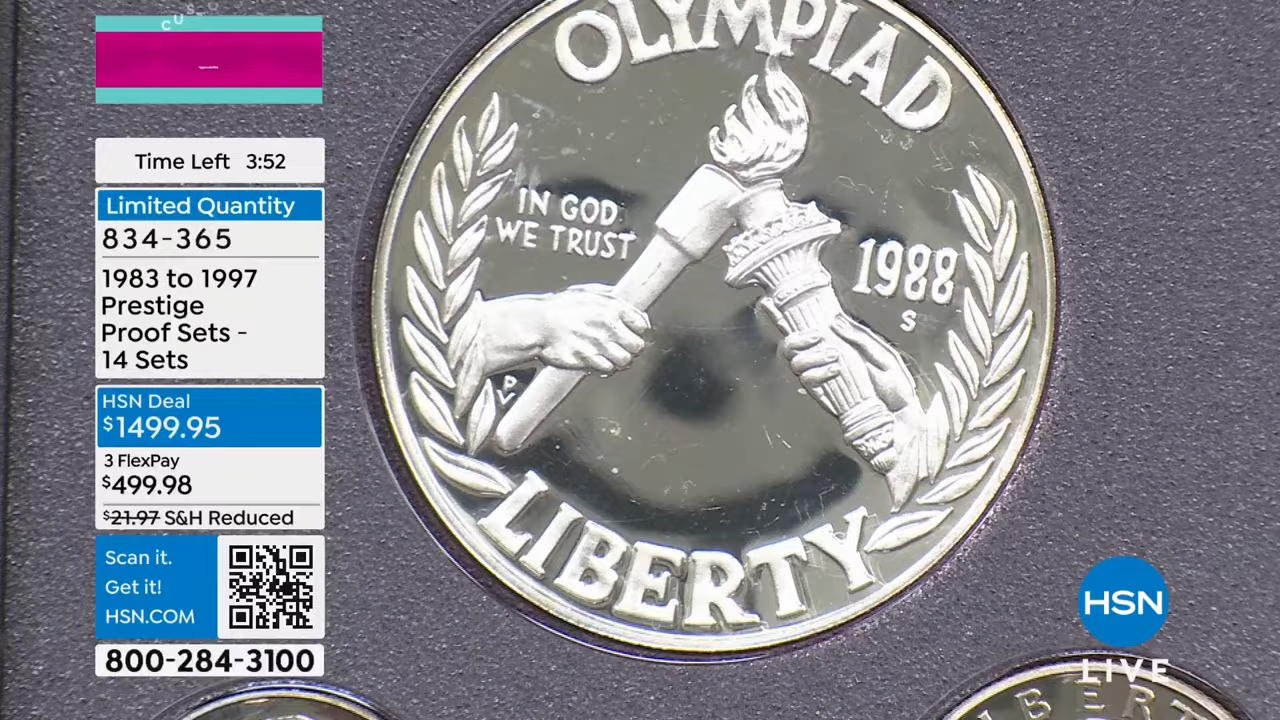 CUS
Time Left 3:52
Limited Quantity
834-365
1983 to 1997
Prestige
Proof Sets -
14 Sets
HSN Deal
$1499.95
3 FlexPay
$499.98
$21.97 S&H Reduced
Scan it.
Get it!
HSN.COM
800-284-3100
OLYMPIAD
IN GOD
WE TRUST
1988
S
P
V
LIBERTY
HSN
LIVE
LIBERT